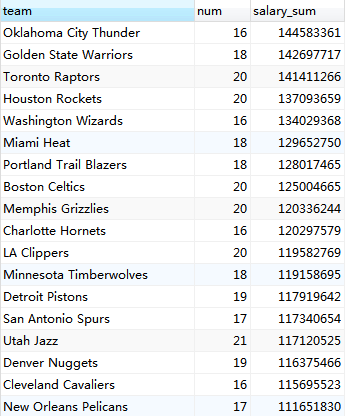 team num salary_sum
Oklahoma City Thunder 16 144583361
Golden State Warriors 18 142697717
Toronto Raptors 20 141411266
Houston Rockets 20 137093659
Washington Wizards 16 134029368
Miami Heat 18 129652750
Portland Trail Blazers 18 128017465
Boston Celtics 20 125004665
Memphis Grizzlies 20 120336244
Charlotte Hornets 16 120297579
LA Clippers 20 119582769
Minnesota Timberwolves 18 119158695
Detroit Pistons 19 117919642
San Antonio Spurs 17 117340654
Utah Jazz 21 117120525
Denver Nuggets 19 116375466
Cleveland Cavaliers 16 115695523
New Orleans Pelicans 17 111651830